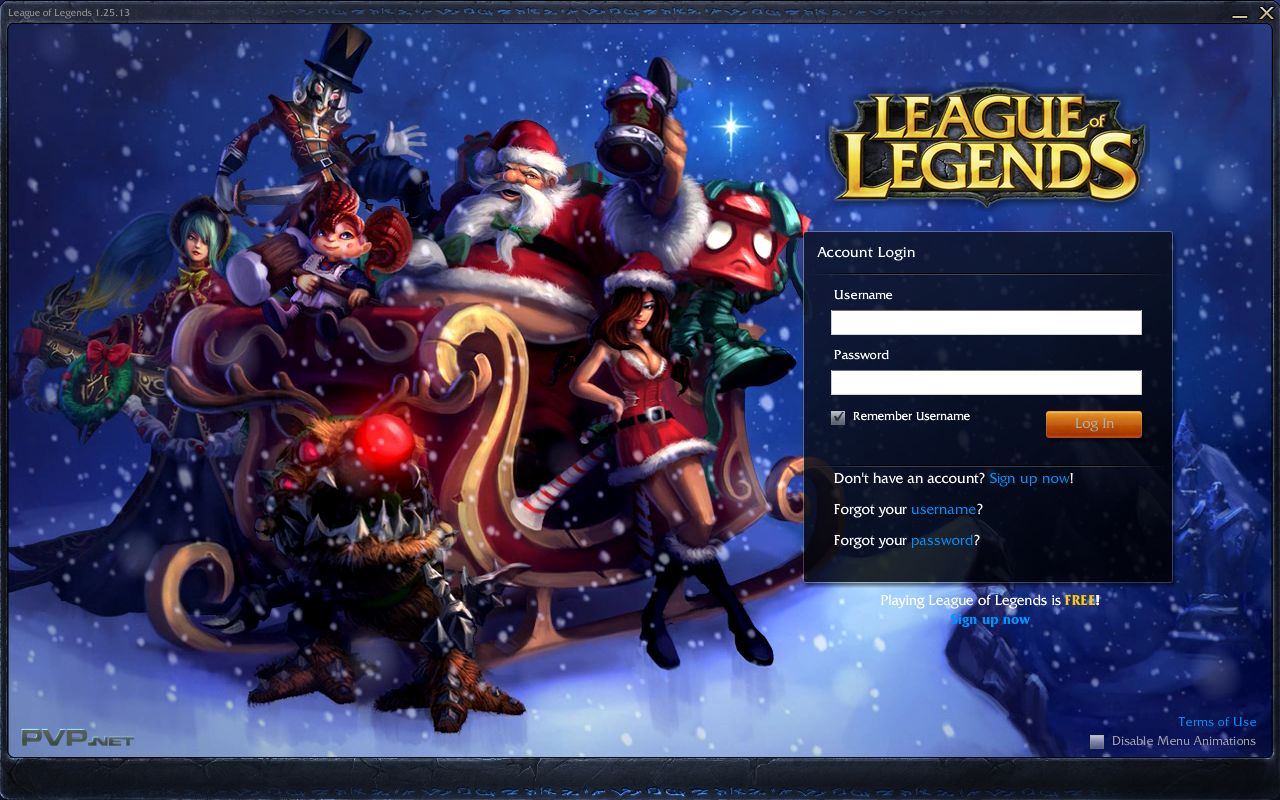 League of Legends 1.25.13
LEAGUE of
LEGENDS
Account Login
Username
Password
Remember Username
Log In
Don't have an account? Sign up now!
Forgot your username?
Forgot your password?
Playing League of Legends is FREE!
Sign up now
Terms of Use
PVP.NET
Disable Menu Animations